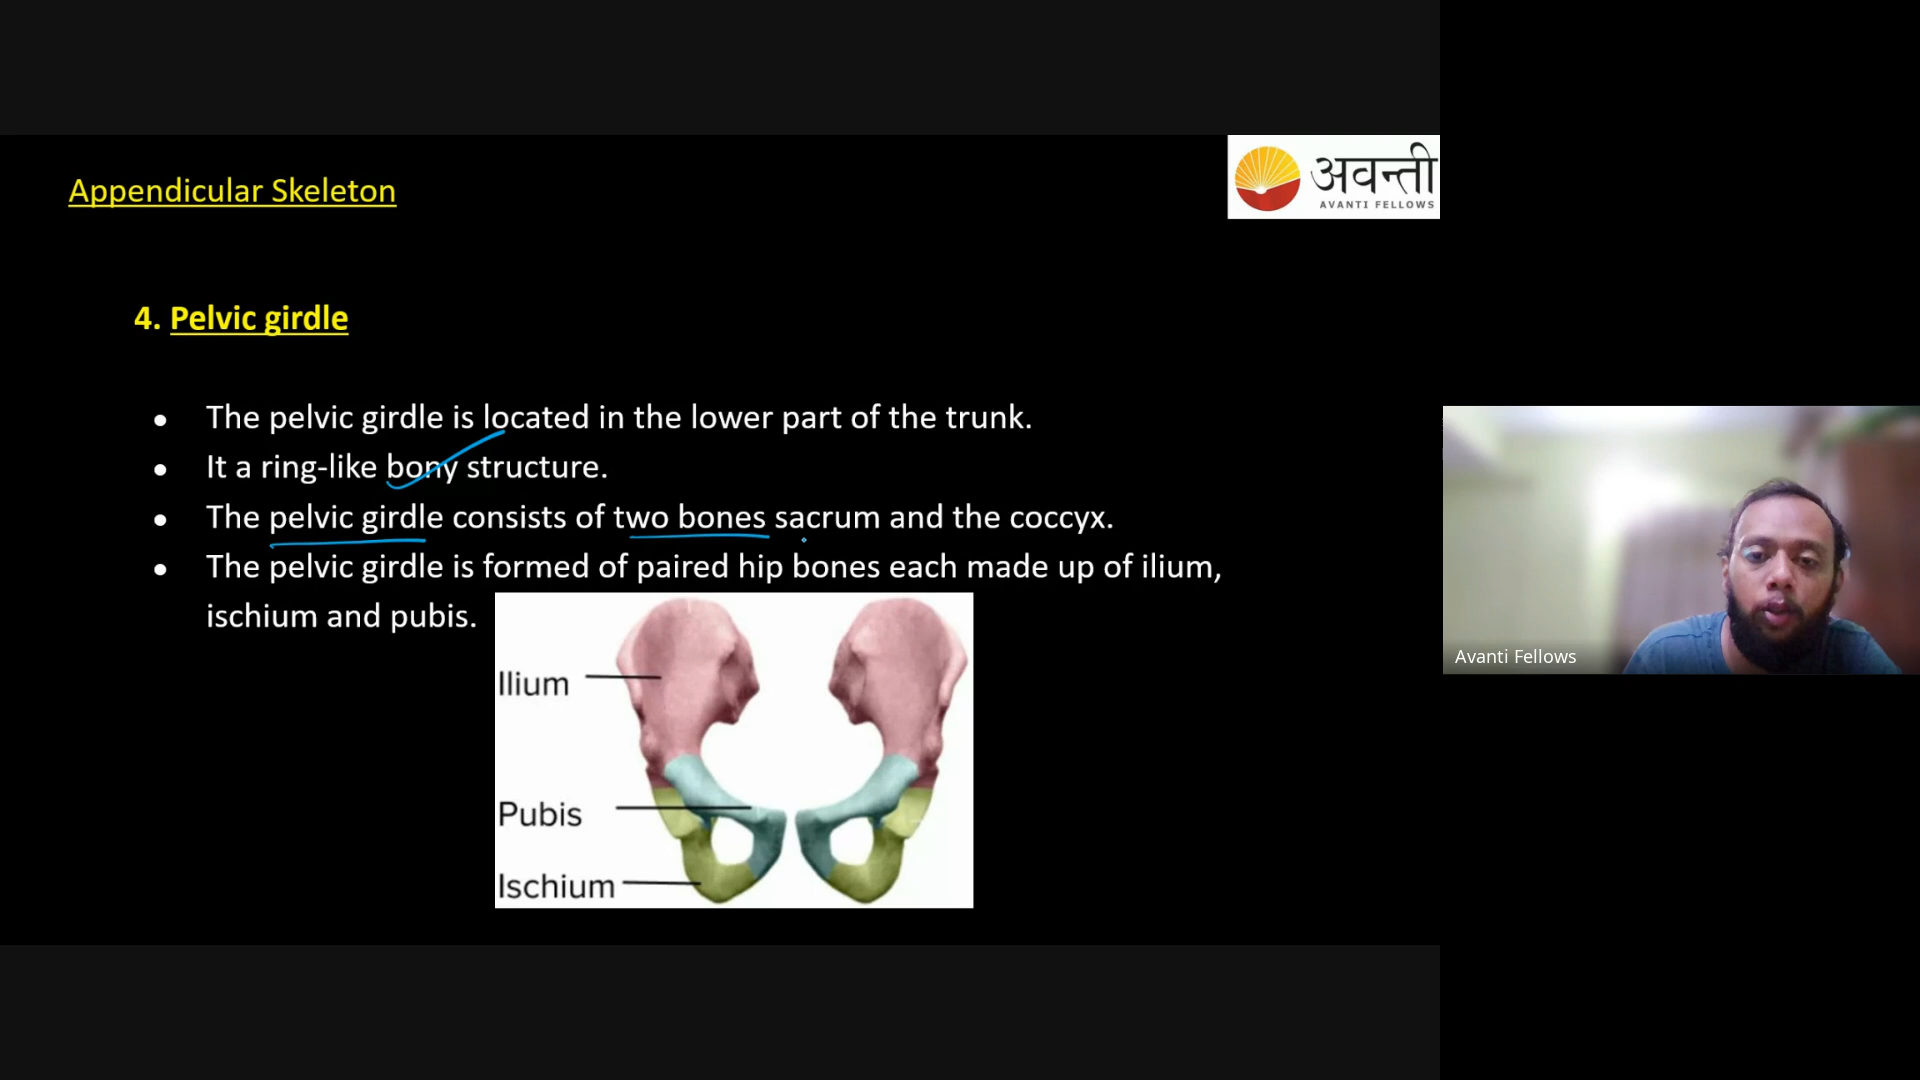 Appendicular Skeleton
अवन्ती
AVANTI FELLOWS
4. Pelvic girdle
● The pelvic girdle is located in the lower part of the trunk.
● It a ring-like bony structure.
● The pelvic girdle consists of two bones sacrum and the coccyx.
● The pelvic girdle is formed of paired hip bones each made up of ilium,
ischium and pubis.
Ilium
Pubis
Ischium
Avanti Fellows